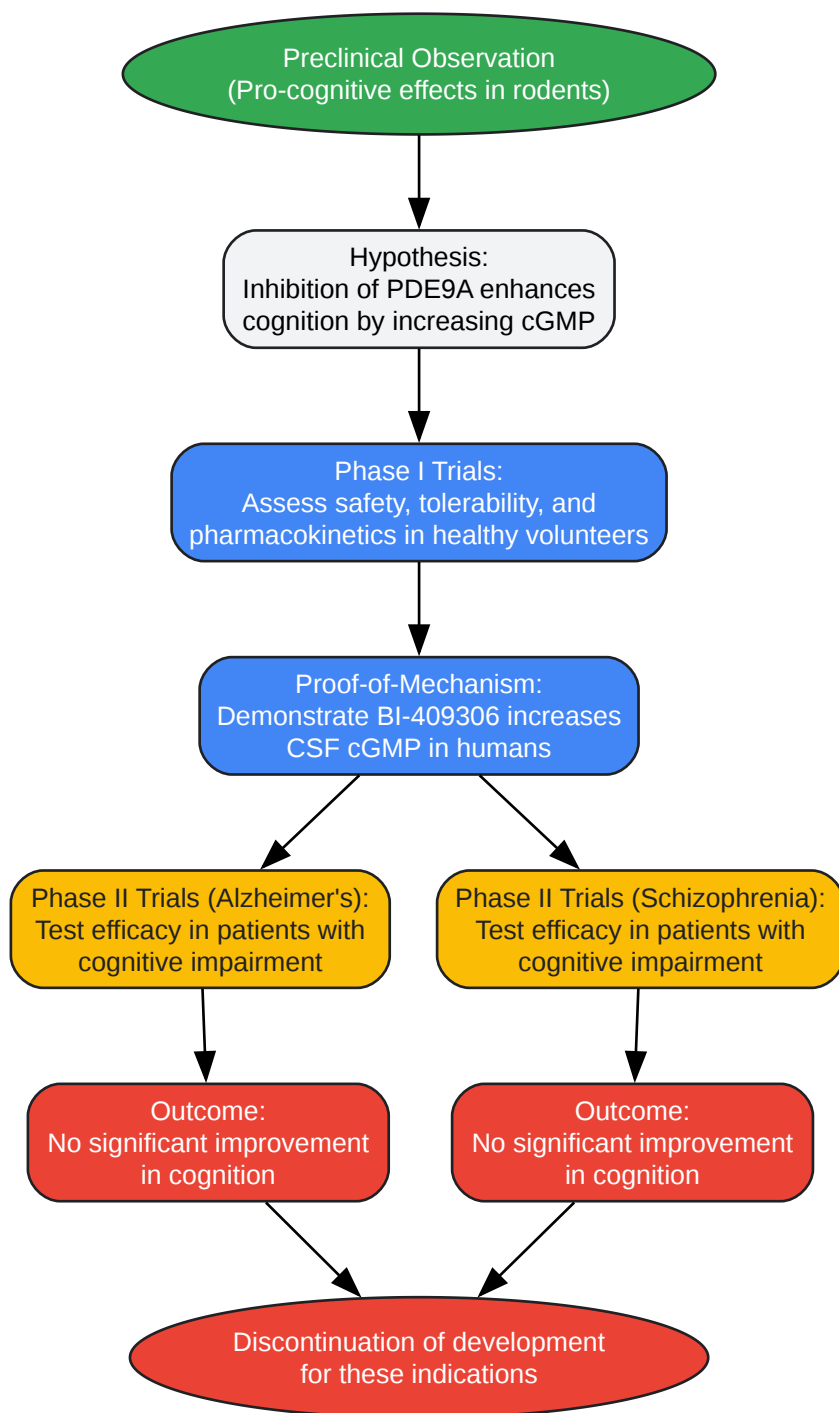 Preclinical Observation
(Pro-cognitive effects in rodents)
Hypothesis:
Inhibition of PDE9A enhances
cognition by increasing cGMP
Phase I Trials:
Assess safety, tolerability, and
pharmacokinetics in healthy volunteers
Proof-of-Mechanism:
Demonstrate BI-409306 increases
CSF cGMP in humans
Phase II Trials (Alzheimer's):
Test efficacy in patients with
cognitive impairment
Phase II Trials (Schizophrenia):
Test efficacy in patients with
cognitive impairment
Outcome:
No significant improvement
in cognition
Outcome:
No significant improvement
in cognition
Discontinuation of development
for these indications